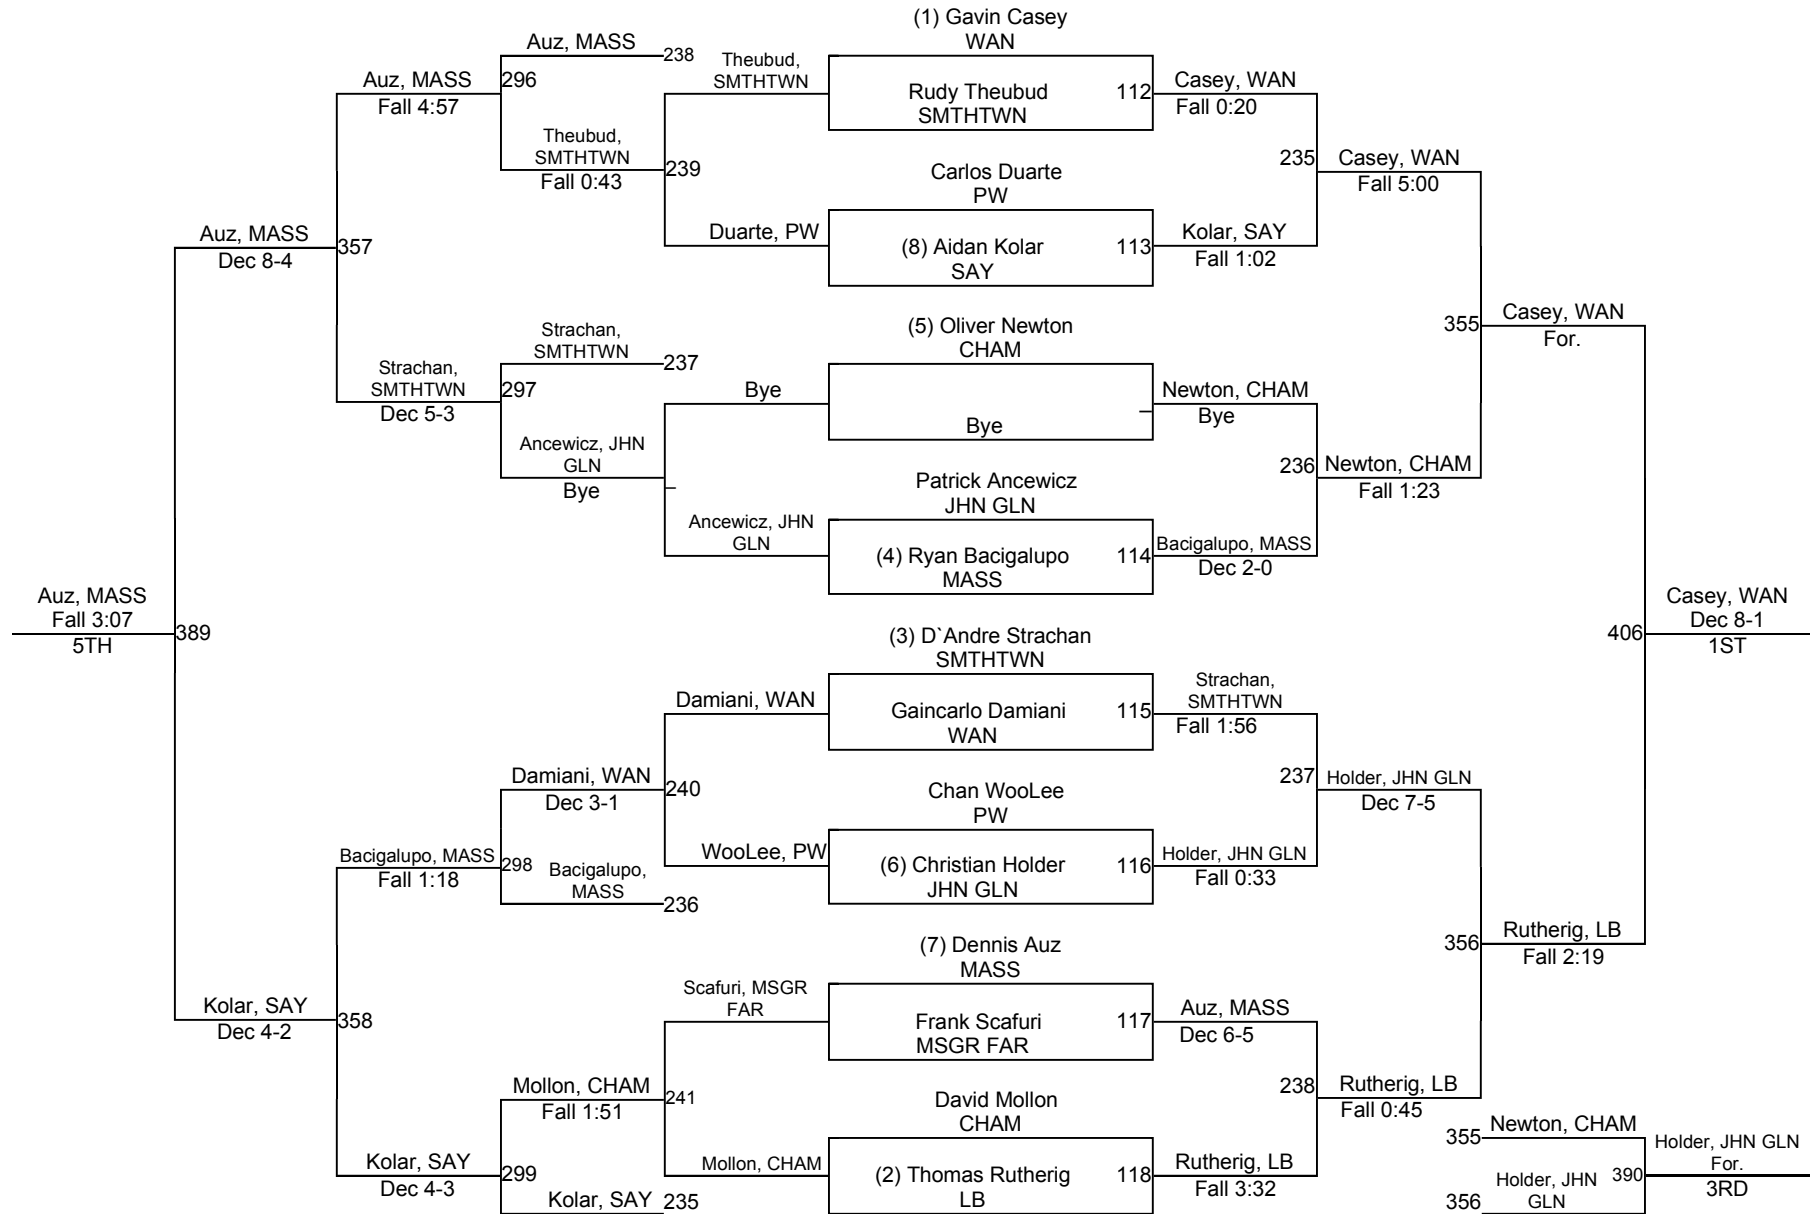 (1) Gavin Casey
WAN
Auz, MASS
238
Theubud,
SMTHTWN
Auz, MASS
296
Rudy Theubud
SMTHTWN
112
Casey, WAN
Fall 4:57
Fall 0:20
Theubud,
SMTHTWN
239
Fall 0:43
Carlos Duarte
PW
235
Casey, WAN
Fall 5:00
Auz, MASS
357
Dec 8-4
Duarte, PW
(8) Aidan Kolar
SAY
113
Kolar, SAY
Fall 1:02
Strachan,
SMTHTWN
237
(5) Oliver Newton
CHAM
355
Casey, WAN
For.
Strachan,
SMTHTWN
297
Dec 5-3
Bye
Bye
Newton, CHAM
Bye
Ancewicz, JHN
GLN
Bye
Patrick Ancewicz
JHN GLN
236
Newton, CHAM
Fall 1:23
Ancewicz, JHN
GLN
(4) Ryan Bacigalupo
MASS
114
Bacigalupo, MASS
Dec 2-0
Auz, MASS
Fall 3:07
389
5TH
(3) D`Andre Strachan
SMTHTWN
406
Casey, WAN
Dec 8-1
1ST
Damiani, WAN
Gaincarlo Damiani
WAN
115
Strachan,
SMTHTWN
Fall 1:56
Damiani, WAN
240
Dec 3-1
Chan WooLee
PW
237
Holder, JHN GLN
Dec 7-5
Bacigalupo, MASS
298
Fall 1:18
WooLee, PW
(6) Christian Holder
JHN GLN
116
Holder, JHN GLN
Fall 0:33
Bacigalupo,
MASS
236
(7) Dennis Auz
MASS
356
Rutherig, LB
Fall 2:19
Scafuri, MSGR
FAR
Kolar, SAY
358
Dec 4-2
Frank Scafuri
MSGR FAR
117
Auz, MASS
Dec 6-5
Mollon, CHAM
241
Fall 1:51
David Mollon
CHAM
238
Rutherig, LB
Fall 0:45
355
Newton, CHAM
Kolar, SAY
299
Dec 4-3
Mollon, CHAM
(2) Thomas Rutherig
LB
118
Rutherig, LB
Fall 3:32
Holder, JHN
GLN
390
Holder, JHN GLN
For.
3RD
Kolar, SAY
235
356